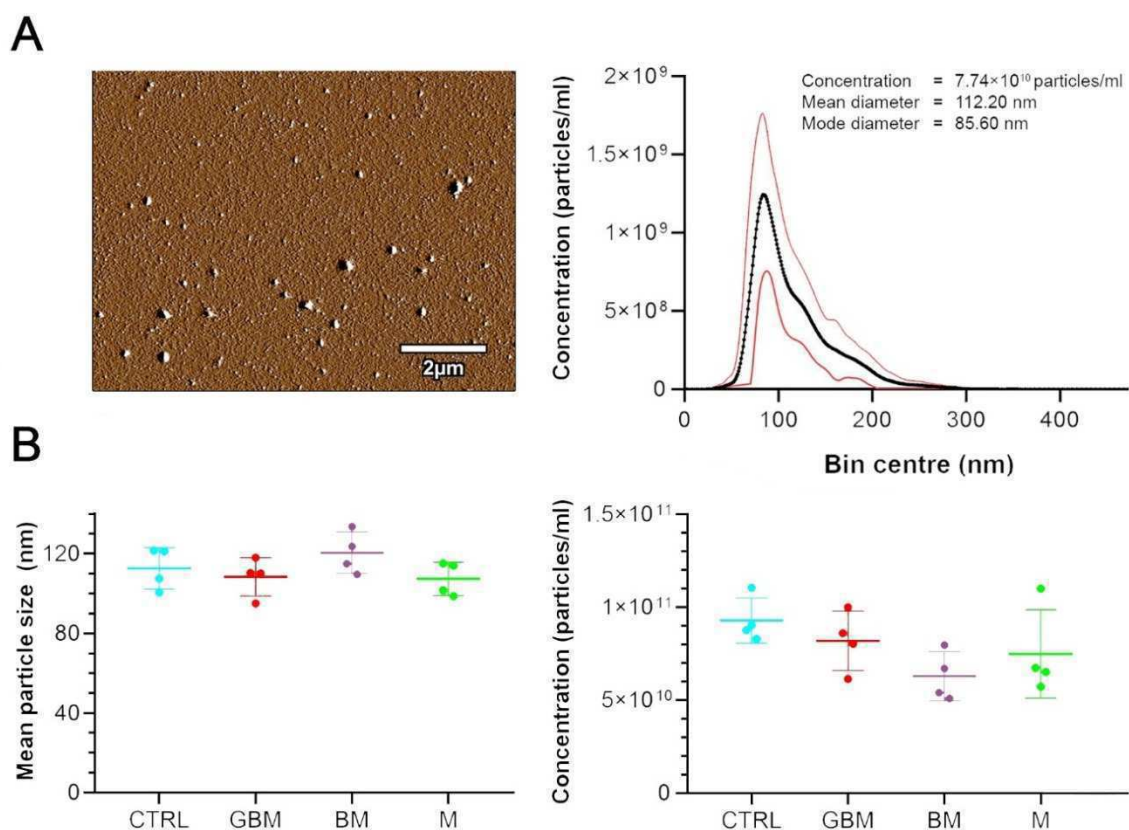 A
2µm
Concentration (particles/ml)
2×10⁹
1.5×10⁹
1×10⁹
5×10⁸
0
Concentration = 7.74×10¹⁰ particles/ml
Mean diameter = 112.20 nm
Mode diameter = 85.60 nm
0 100 200 300 400
Bin centre (nm)
B
Mean particle size (nm)
120
80
40
0
CTRL GBM BM M
Concentration (particles/ml)
1.5×10¹¹
1×10¹¹
5×10¹⁰
0
CTRL GBM BM M